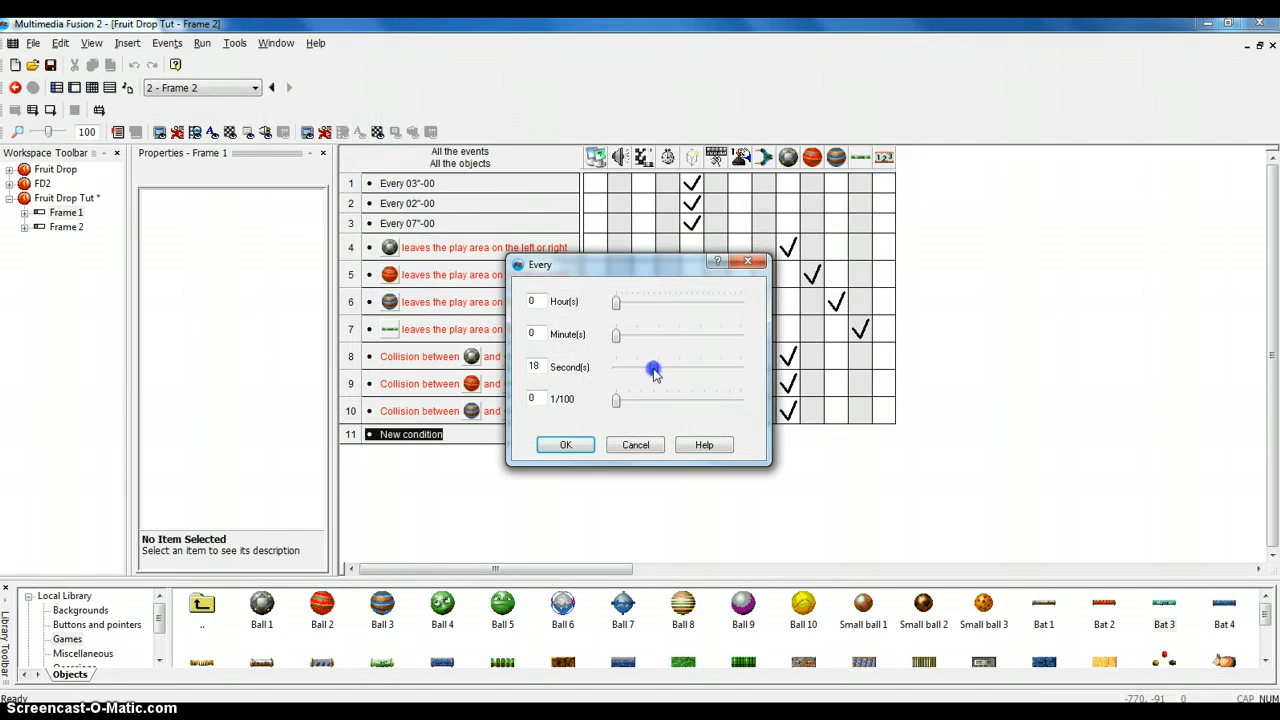 Multimedia Fusion 2 - [Fruit Drop Tut - Frame 2]
File Edit View Insert Events Run Tools Window Help
2 - Frame 2
100
Workspace Toolbar
Properties - Frame 1
All the events
All the objects
123
Fruit Drop
FD2
Fruit Drop Tut *
Frame 1
Frame 2
1 • Every 03"-00
2 • Every 02"-00
3 • Every 07"-00
4 • leaves the play area on the left or right
5 • leaves the play area on
6 • leaves the play area on
7 • leaves the play area on
8 • Collision between and
9 • Collision between and
10 • Collision between and
11 • New condition
Every
0 Hour(s)
0 Minute(s)
18 Second(s)
0 1/100
OK Cancel Help
No Item Selected
Select an item to see its description
Library Toolbar
Local Library
Backgrounds
Buttons and pointers
Games
Miscellaneous
Objects
..
Ball 1
Ball 2
Ball 3
Ball 4
Ball 5
Ball 6
Ball 7
Ball 8
Ball 9
Ball 10
Small ball 1
Small ball 2
Small ball 3
Bat 1
Bat 2
Bat 3
Bat 4
Ready
-770, -91 0 CAP NUM
Screencast-O-Matic.com